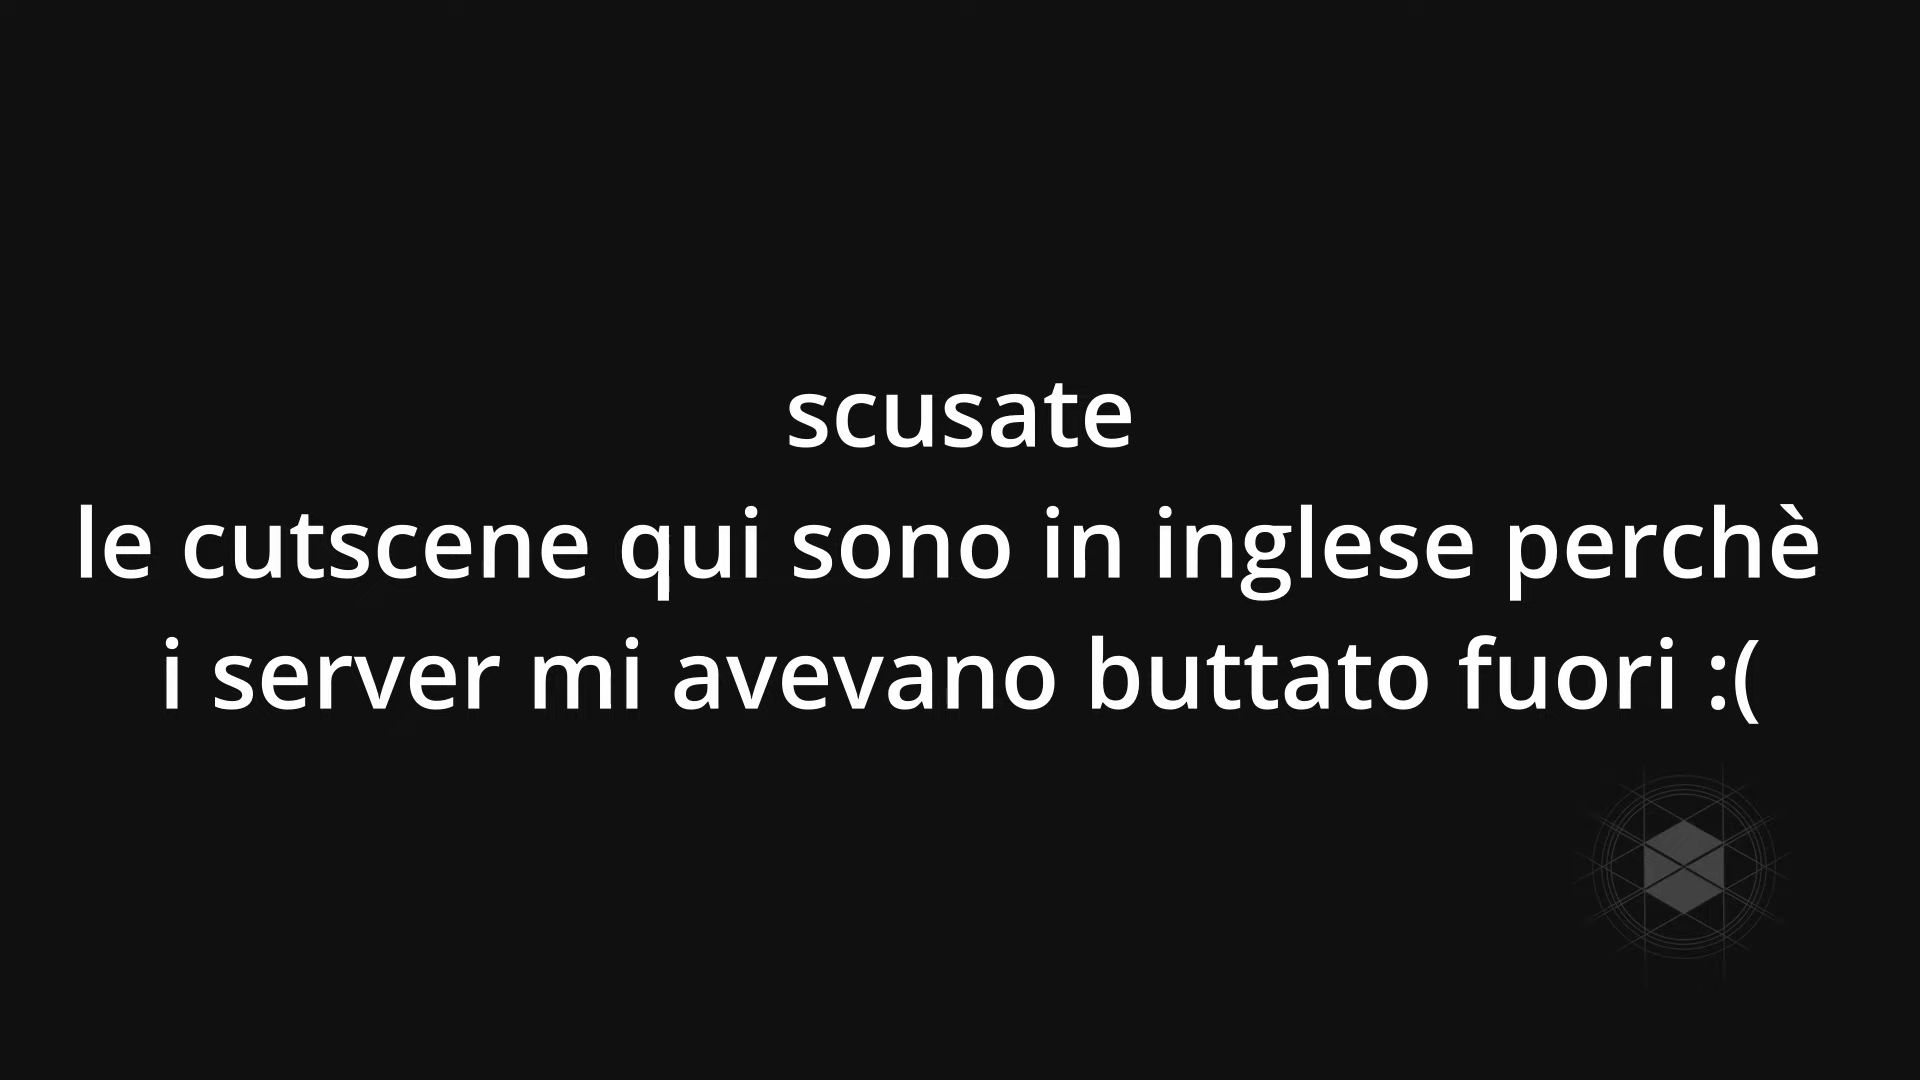 scusate
le cutscene qui sono in inglese perchè
i server mi avevano buttato fuori :(